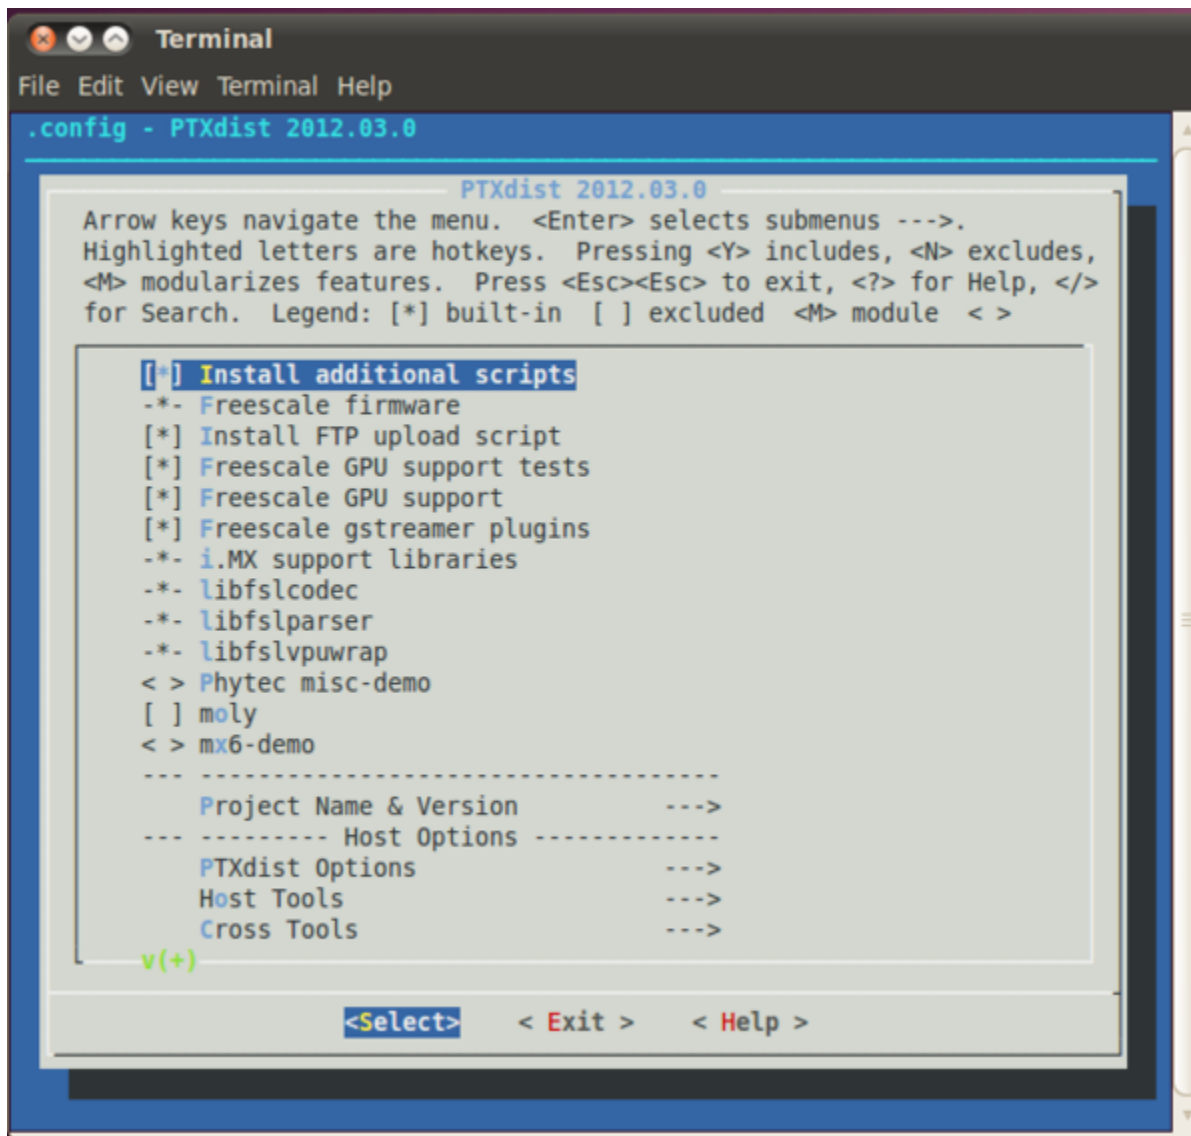 Terminal
File Edit View Terminal Help
.config - PTXdist 2012.03.0
PTXdist 2012.03.0
Arrow keys navigate the menu. <Enter> selects submenus --->.
Highlighted letters are hotkeys. Pressing <Y> includes, <N> excludes,
<M> modularizes features. Press <Esc><Esc> to exit, <?> for Help, </>
for Search. Legend: [*] built-in [ ] excluded <M> module < >
[*] Install additional scripts
-*- Freescale firmware
[*] Install FTP upload script
[*] Freescale GPU support tests
[*] Freescale GPU support
[*] Freescale gstreamer plugins
-*- i.MX support libraries
-*- libfslcodec
-*- libfslparser
-*- libfslvpuwrap
< > Phytec misc-demo
[ ] moly
< > mx6-demo
--- ------------------------------------
Project Name & Version --->
--- --------- Host Options -------------
PTXdist Options --->
Host Tools --->
Cross Tools --->
v(+)
<Select> < Exit > < Help >